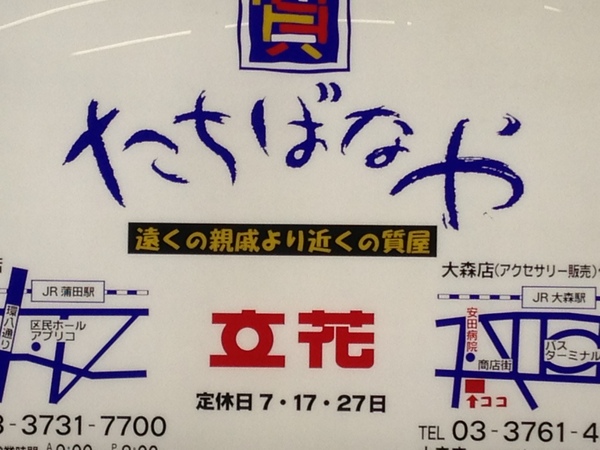 質
たちばなや
遠くの親戚より近くの質屋
JR 蒲田駅
環八通り
区民ホール
アプリコ
3-3731-7700
立花
定休日7・17・27日
大森店(アクセサリー販売)
JR 大森駅
安田病院
商店街
バス
ターミナル
↑ココ
TEL 03-3761-4